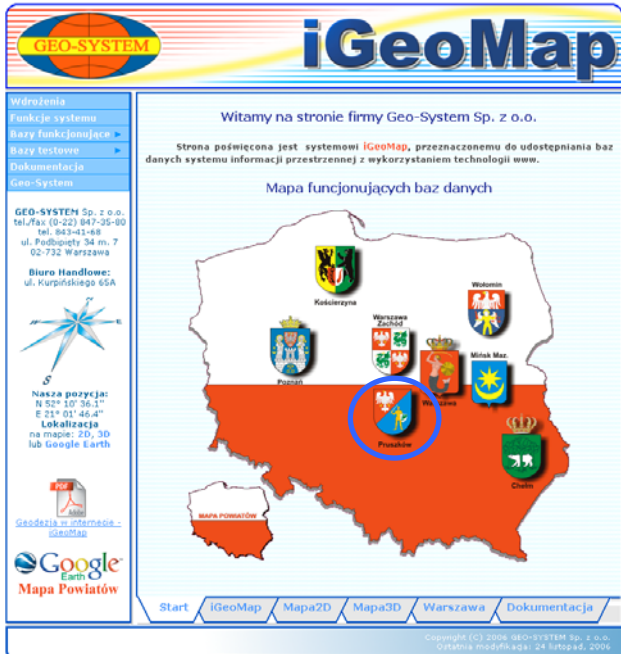 GEO-SYSTEM
iGeoMap
Wdrożenia
Funkcje systemu
Bazy funkcjonujące
Bazy testowe
Dokumentacja
Geo-System
GEO-SYSTEM Sp. z o.o.
tel./fax (0-22) 847-35-80
tel. 843-41-68
ul. Podbipięty 34 m. 7
02-732 Warszawa
Biuro Handlowe:
ul. Kurpińskiego 65A
N
S
Nasza pozycja:
N 52° 10' 36.1"
E 21° 01' 46.4"
Lokalizacja
na mapie: 2D, 3D
lub Google Earth
PDF
Adobe
Geodezja w internecie -
iGeoMap
Google
Earth
Mapa Powiatów
Witamy na stronie firmy Geo-System Sp. z o.o.
Strona poświęcona jest systemowi iGeoMap, przeznaczonemu do udostępniania baz
danych systemu informacji przestrzennej z wykorzystaniem technologii www.
Mapa funcjonujących baz danych
Kościerzyna
Wołomin
Warszawa
Zachód
Poznań
Mińsk Maz.
Warszawa
Pruszków
Chełm
MAPA POWIATÓW
Start iGeoMap Mapa2D Mapa3D Warszawa Dokumentacja
Copyright (C) 2006 GEO-SYSTEM Sp. z o.o.
Ostatnia modyfikacja: 24 listopad, 2006